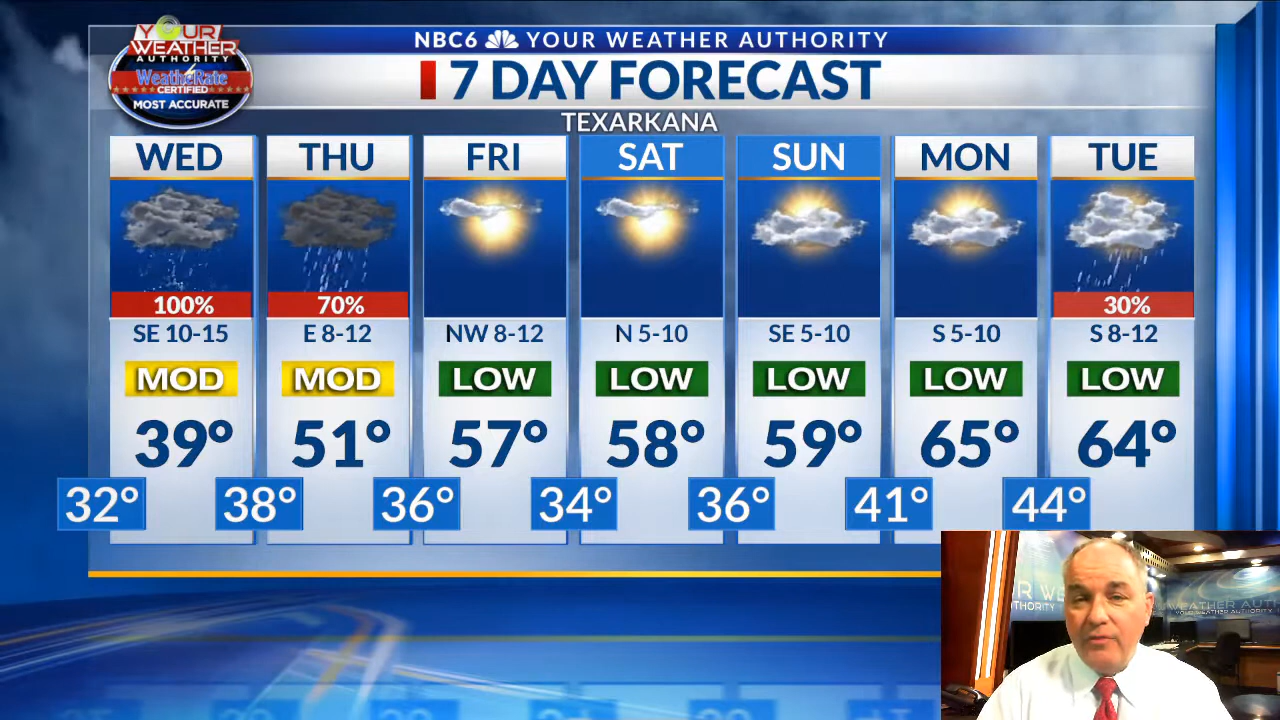 YOUR
WEATHER
AUTHORITY
WeatheRate
CERTIFIED
MOST ACCURATE
NBC6 YOUR WEATHER AUTHORITY
7 DAY FORECAST
TEXARKANA
WED THU FRI SAT SUN MON TUE
100% 70% 30%
SE 10-15 E 8-12 NW 8-12 N 5-10 SE 5-10 S 5-10 S 8-12
MOD MOD LOW LOW LOW LOW LOW
39° 51° 57° 58° 59° 65° 64°
32° 38° 36° 34° 36° 41° 44°